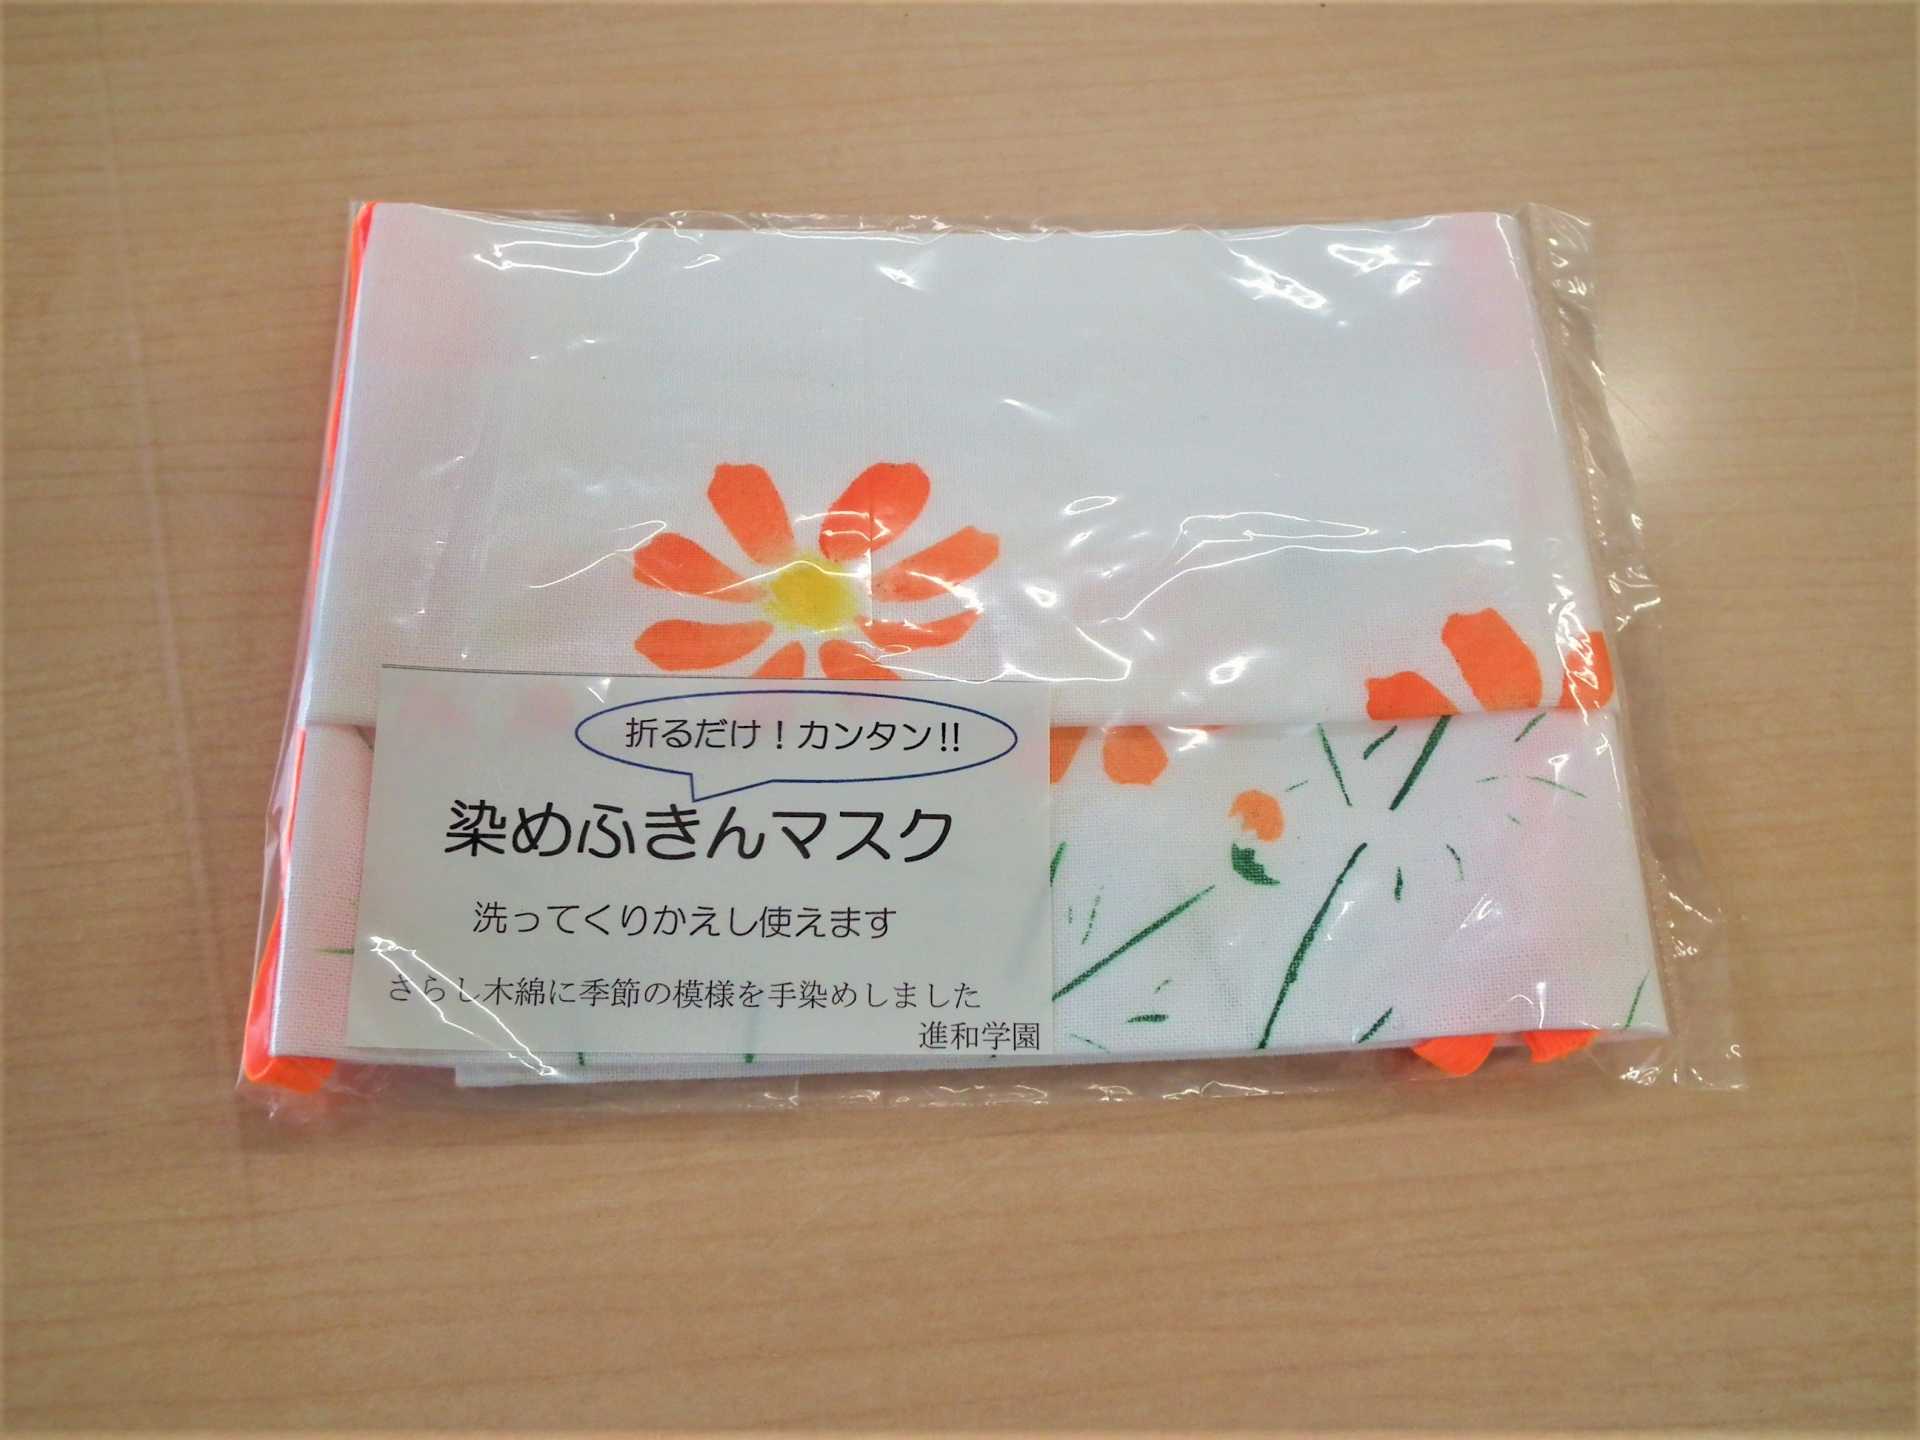 折るだけ！カンタン!!
染めふきんマスク
洗ってくりかえし使えます
さらし木綿に季節の模様を手染めしました
進和学園